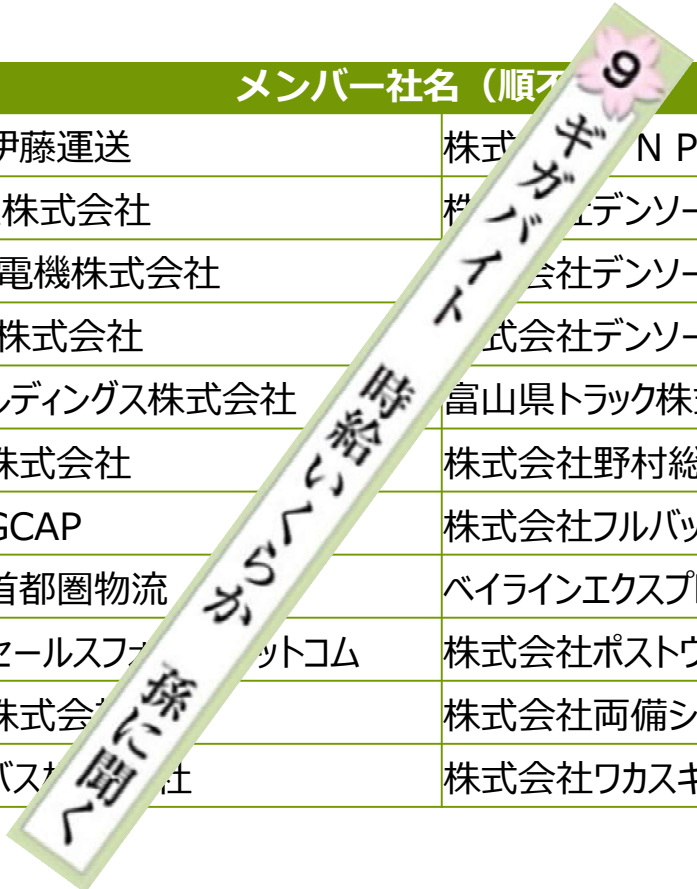 メンバー社名（順不
伊藤運送
株式
ＮＰ
株式会社
デンソー
電機株式会社
会社デンソー
株式会社
式会社デンソー
ルディングス株式会社
富山県トラック株
株式会社
株式会社野村総
GCAP
株式会社フルバッ
首都圏物流
ベイラインエクスプ
セールスフォ
ットコム
株式会社ポスト
株式会
株式会社両備シ
バス
社
株式会社ワカスギ
9
ギガバイト 時給いくらか 孫に聞く